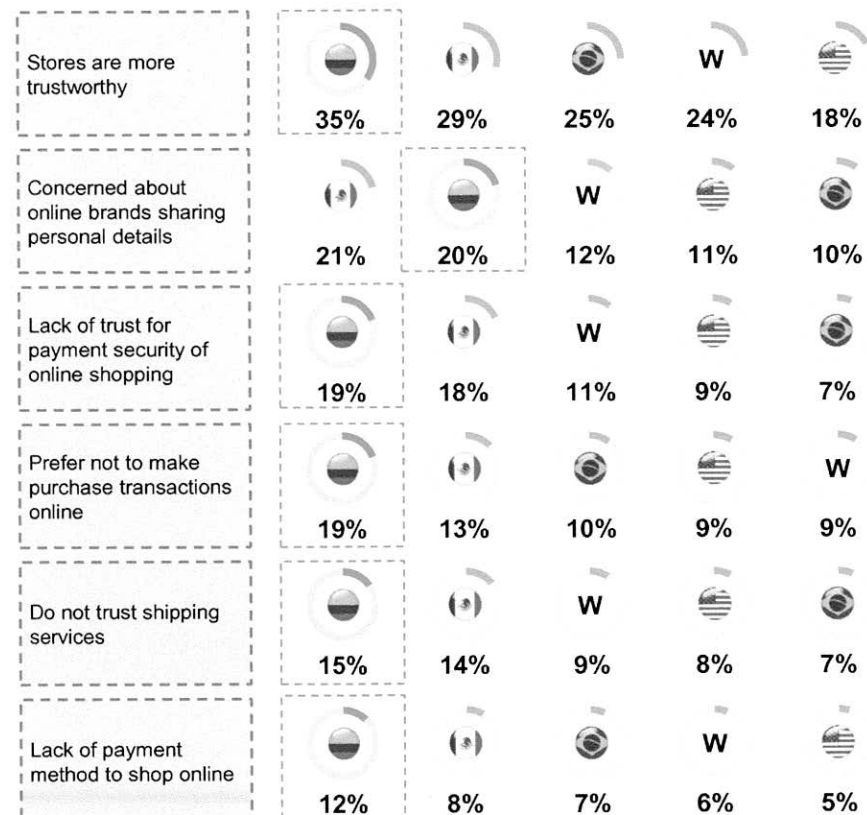 Stores are more
trustworthy
W
35% 29% 25% 24% 18%
Concerned about
online brands sharing
personal details
W
21% 20% 12% 11% 10%
Lack of trust for
payment security of
online shopping
W
19% 18% 11% 9% 7%
Prefer not to make
purchase transactions
online
W
19% 13% 10% 9% 9%
Do not trust shipping
services
W
15% 14% 9% 8% 7%
Lack of payment
method to shop online
W
12% 8% 7% 6% 5%